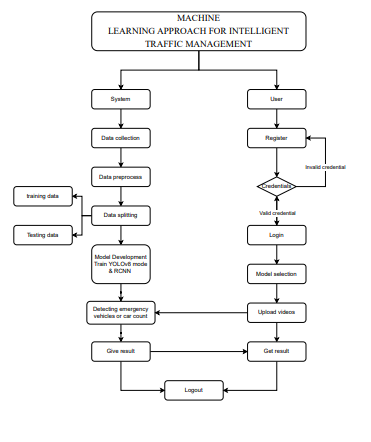 MACHINE
LEARNING APPROACH FOR INTELLIGENT
TRAFFIC MANAGEMENT
System
User
Data collection
Register
Invalid credential
Data preprocess
Credentials
training data
Data splitting
Valid credential
Testing data
Login
Model Development
Train YOLOv8 mode
& RCNN
Model selection
Detecting emergency
vehicles or car count
Upload videos
Give result
Get result
Logout